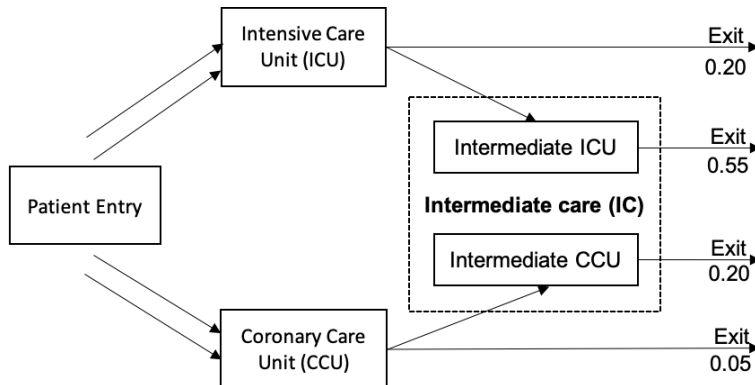 Intensive Care
Unit (ICU)
Exit
0.20
Intermediate ICU
Exit
0.55
Patient Entry
Intermediate care (IC)
Intermediate CCU
Exit
0.20
Coronary Care
Unit (CCU)
Exit
0.05